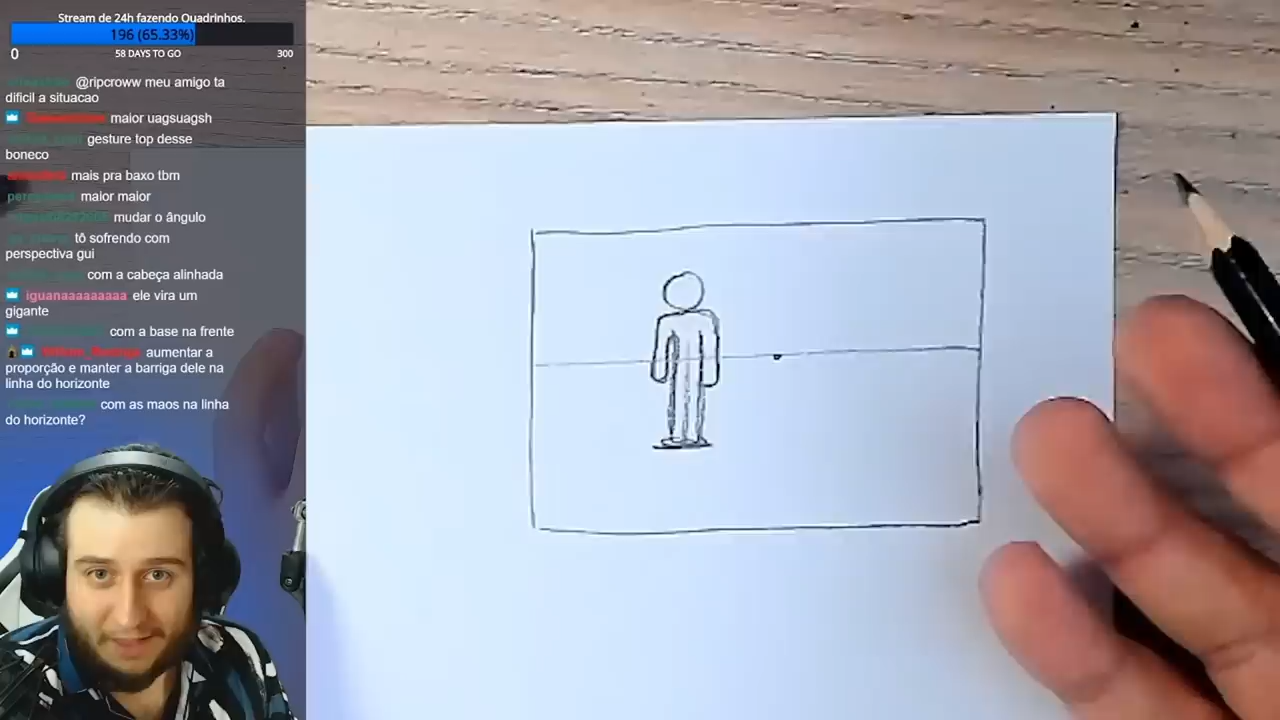 Stream de 24h fazendo Quadrinhos.
196 (65.33%)
0 58 DAYS TO GO 300
@ripcroww meu amigo ta
dificil a situacao
maior uagsuagsh
gesture top desse
boneco
mais pra baxo tbm
maior maior
mudar o ângulo
tô sofrendo com
perspectiva gui
com a cabeça alinhada
iguanaaaaaaaaa ele vira um
gigante
com a base na frente
aumentar a
proporção e manter a barriga dele na
linha do horizonte
com as maos na linha
do horizonte?